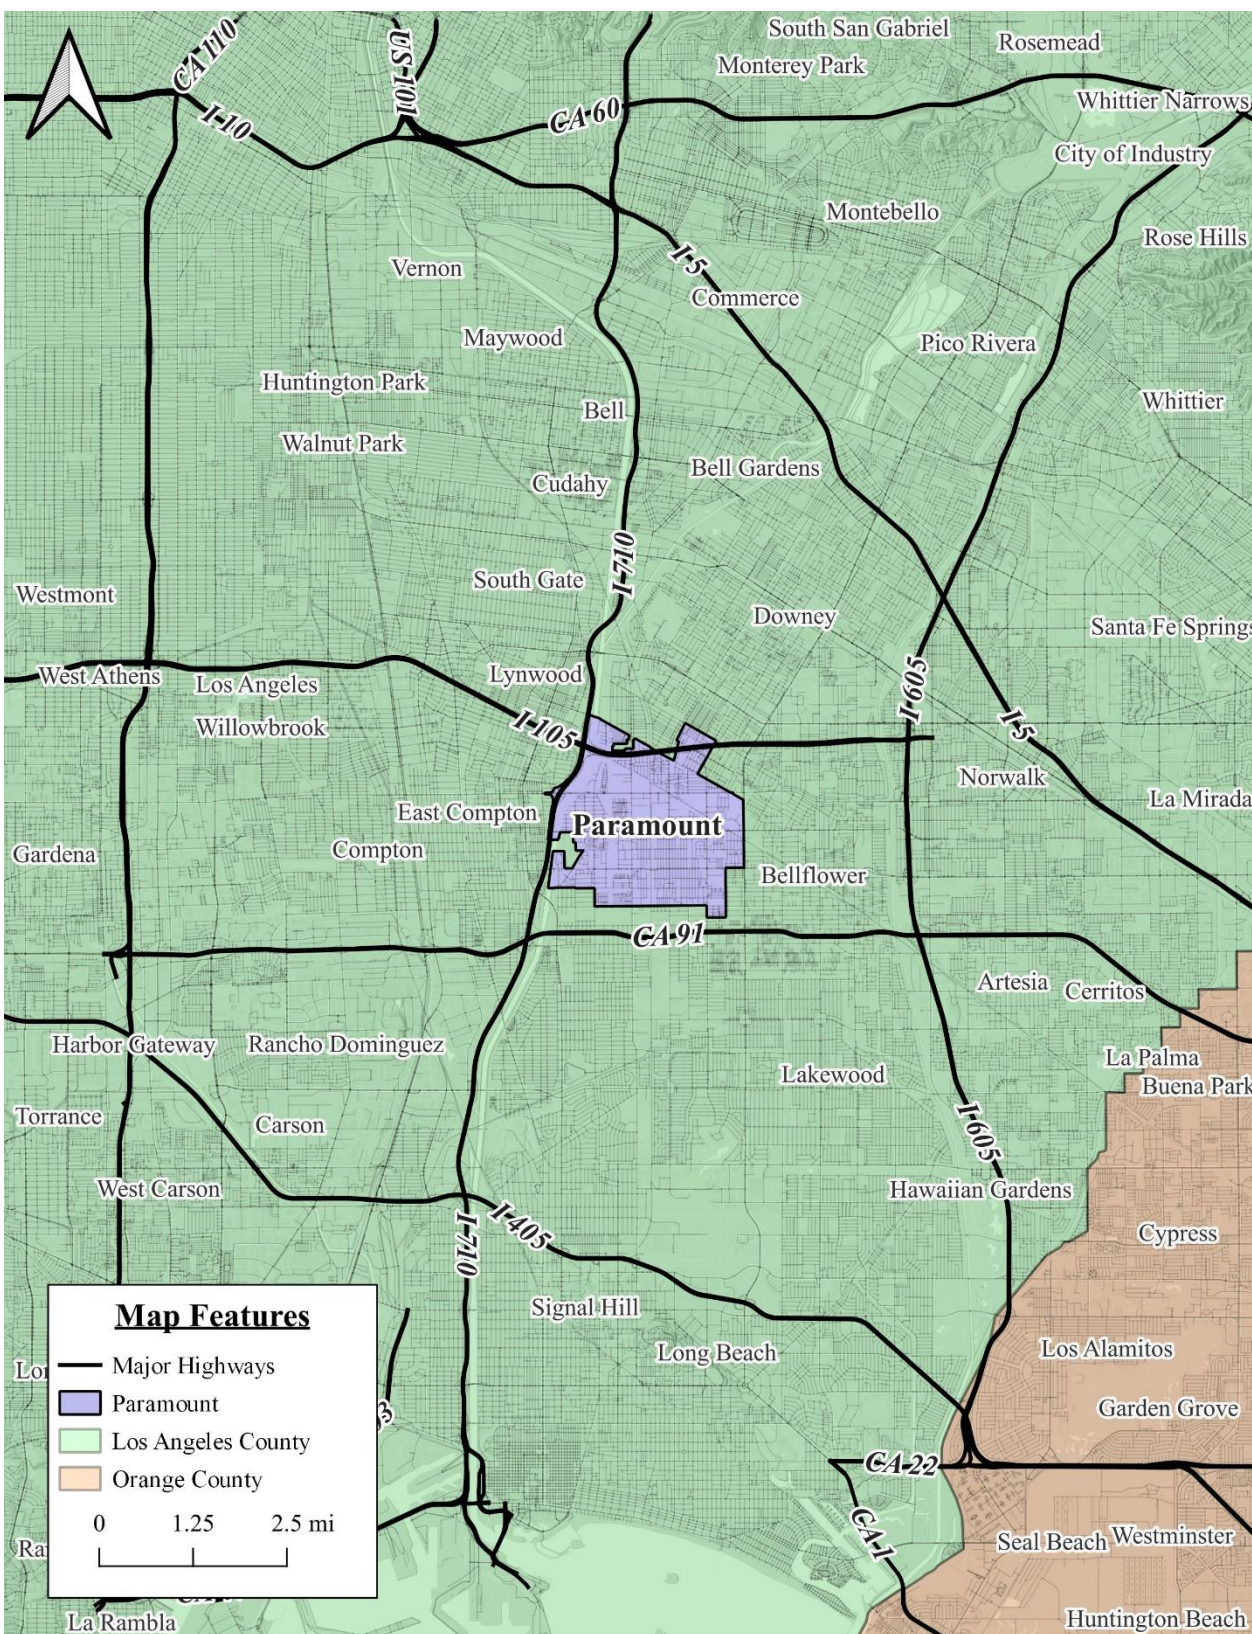 South San Gabriel
Rosemead
CA 110
US-101
Monterey Park
CA 60
Whittier Narrows
I-10
City of Industry
Montebello
Rose Hills
Vernon
I-5
Commerce
Maywood
Pico Rivera
Huntington Park
Bell
Whittier
Walnut Park
Bell Gardens
Cudahy
I-710
South Gate
Westmont
Downey
Santa Fe Springs
West Athens
Los Angeles
Lynwood
I-605
Willowbrook
I-105
I-5
Norwalk
La Mirada
East Compton
Paramount
Gardena
Compton
Bellflower
CA 91
Artesia
Cerritos
Harbor Gateway
Rancho Dominguez
La Palma
Lakewood
Buena Park
Torrance
Carson
I-605
West Carson
Hawaiian Gardens
I-710
I-405
Cypress
Signal Hill
Long Beach
Los Alamitos
Garden Grove
CA 22
CA-1
Seal Beach
Westminster
La Rambla
Huntington Beach
Map Features
Major Highways
Paramount
Los Angeles County
Orange County
0 1.25 2.5 mi